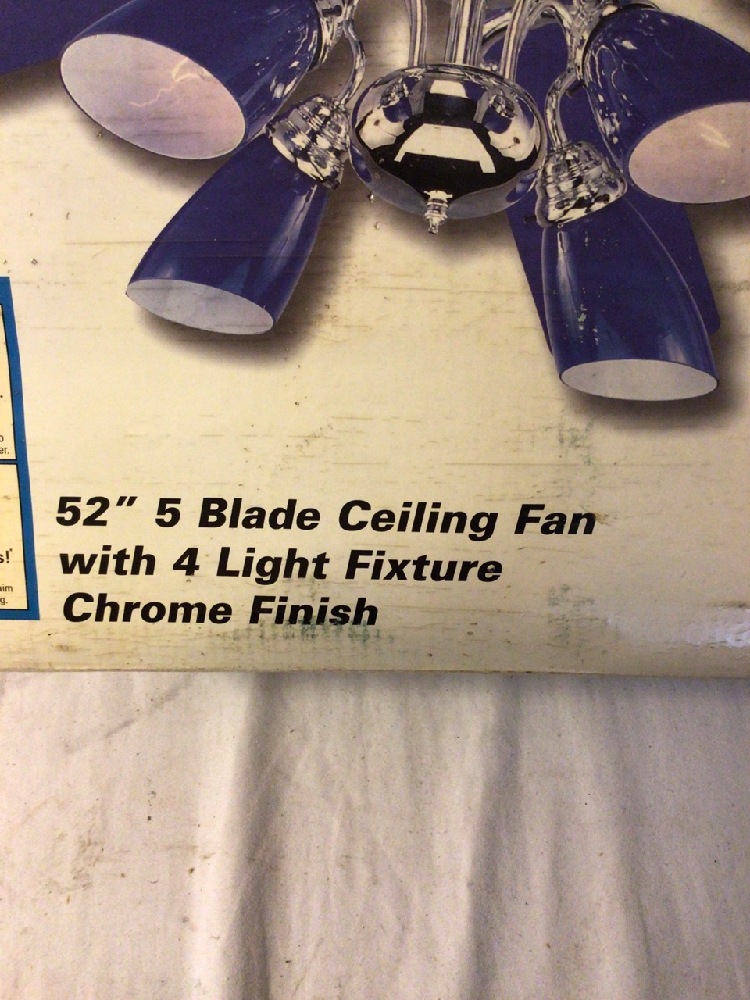 52" 5 Blade Ceiling Fan
with 4 Light Fixture
Chrome Finish